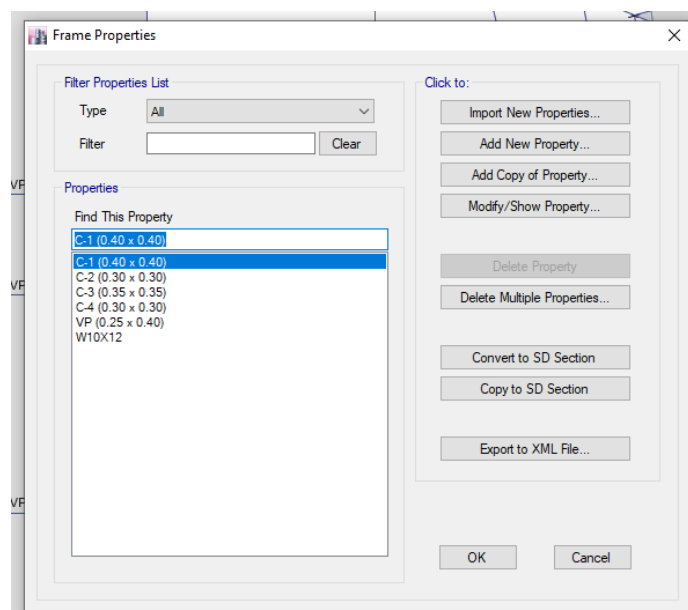 Frame Properties
Filter Properties List
Type
All
Filter
Clear
Properties
Find This Property
C-1 (0.40 x 0.40)
C-1 (0.40 x 0.40)
C-2 (0.30 x 0.30)
C-3 (0.35 x 0.35)
C-4 (0.30 x 0.30)
VP (0.25 x 0.40)
W10X12
Click to:
Import New Properties...
Add New Property...
Add Copy of Property...
Modify/Show Property...
Delete Property
Delete Multiple Properties...
Convert to SD Section
Copy to SD Section
Export to XML File...
OK
Cancel
VP
VP
VP